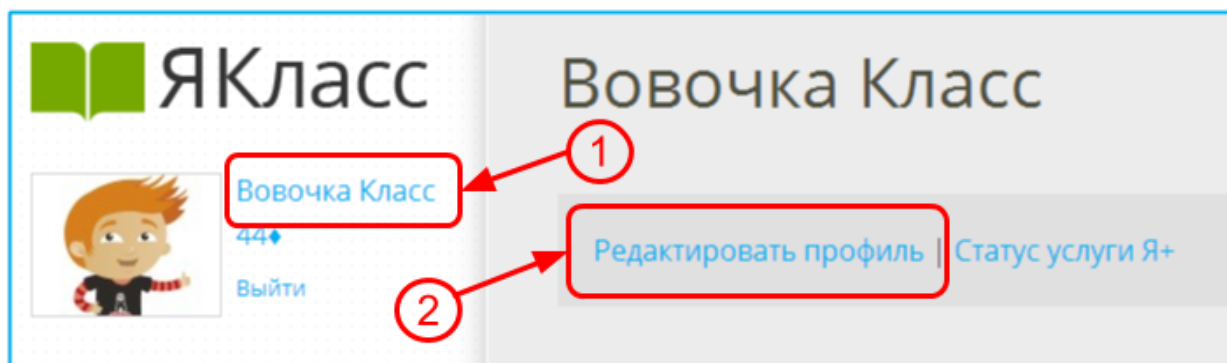 ЯКласс
Вовочка Класс
44♦
Выйти
Вовочка Класс
Редактировать профиль | Статус услуги Я+
1
2